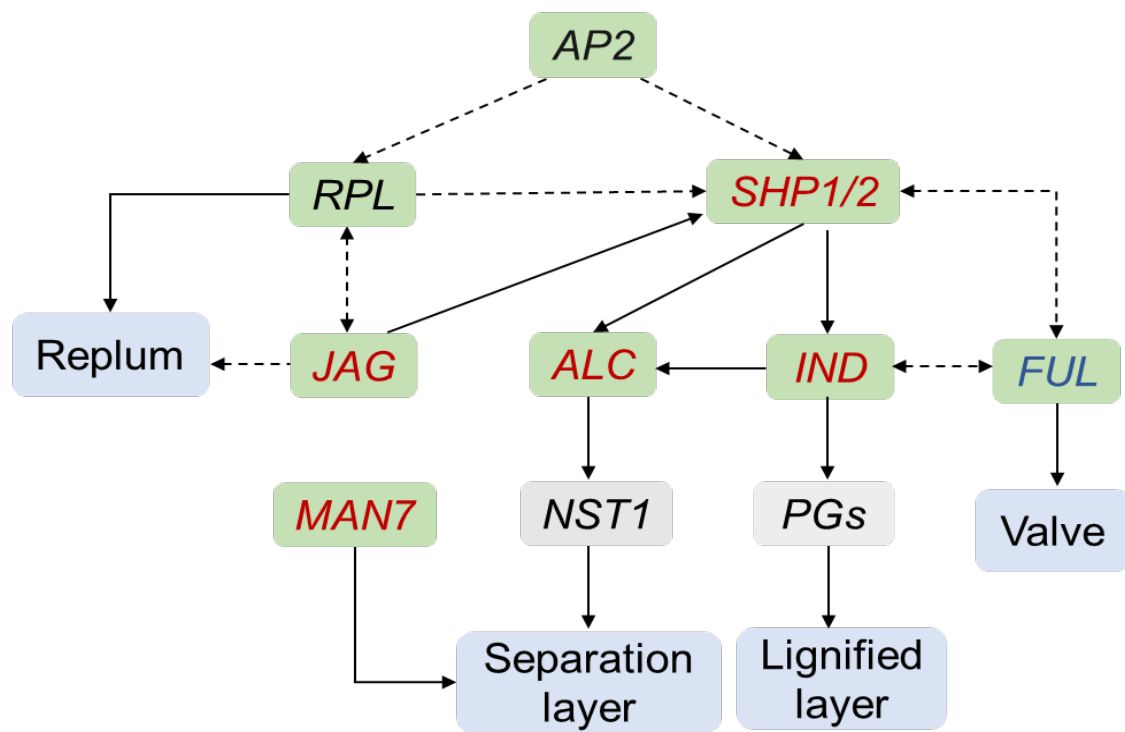 AP2
RPL
SHP1/2
Replum
JAG
ALC
IND
FUL
MAN7
NST1
PGs
Valve
Separation
layer
Lignified
layer